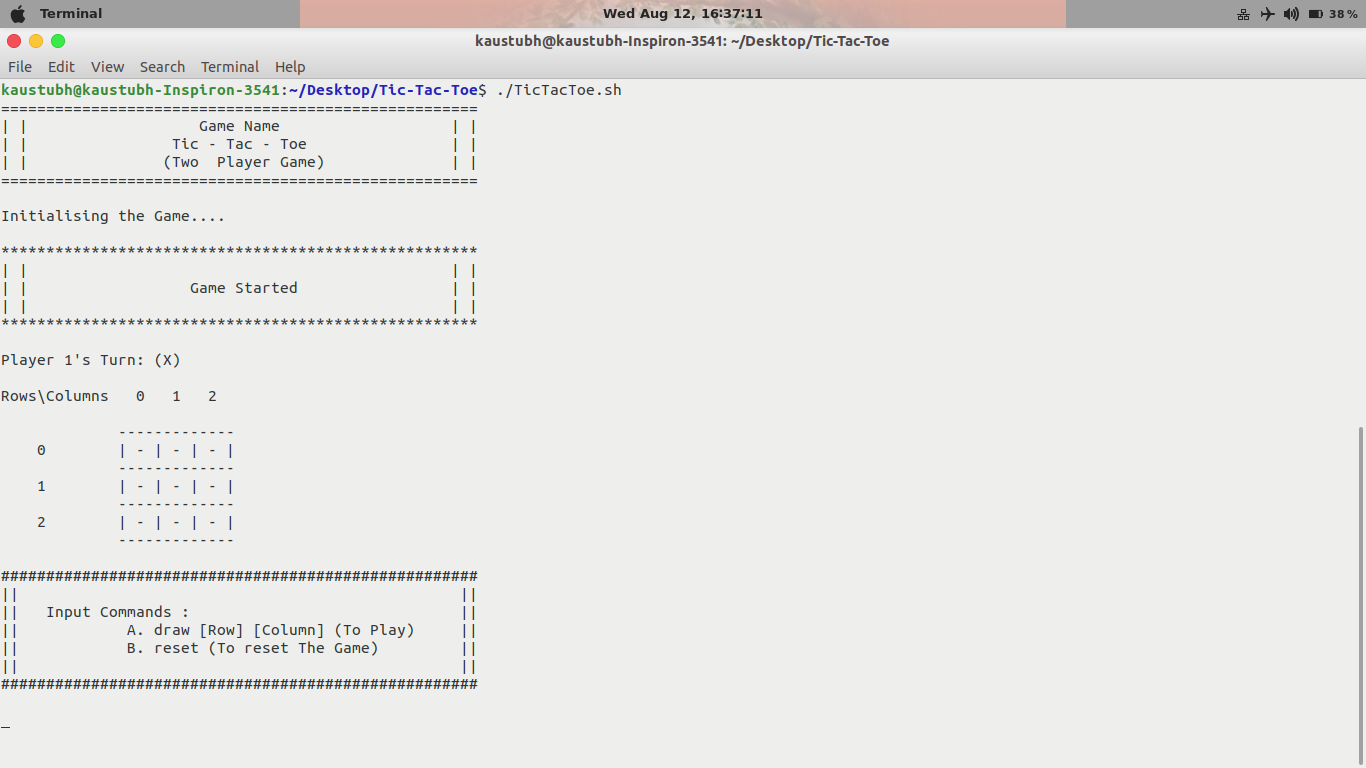 Terminal
Wed Aug 12, 16:37:11
38%
kaustubh@kaustubh-Inspiron-3541: ~/Desktop/Tic-Tac-Toe
File Edit View Search Terminal Help
kaustubh@kaustubh-Inspiron-3541:~/Desktop/Tic-Tac-Toe$ ./TicTacToe.sh
=====================================================
| |                   Game Name                   | |
| |                Tic - Tac - Toe                | |
| |               (Two  Player Game)              | |
=====================================================
Initialising the Game....
*****************************************************
| |                                               | |
| |                  Game Started                 | |
| |                                               | |
*****************************************************
Player 1's Turn: (X)
Rows\Columns   0   1   2
             -------------
    0        | - | - | - |
             -------------
    1        | - | - | - |
             -------------
    2        | - | - | - |
             -------------
#####################################################
||                                                 ||
||   Input Commands :                              ||
||            A. draw [Row] [Column] (To Play)     ||
||            B. reset (To reset The Game)         ||
||                                                 ||
#####################################################
_